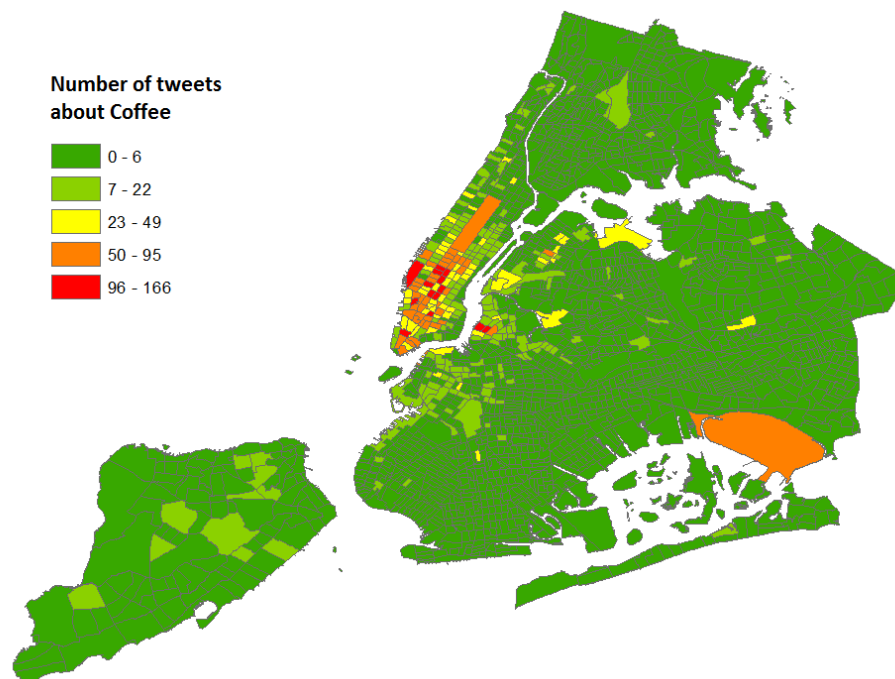 Number of tweets
about Coffee
0 - 6
7 - 22
23 - 49
50 - 95
96 - 166